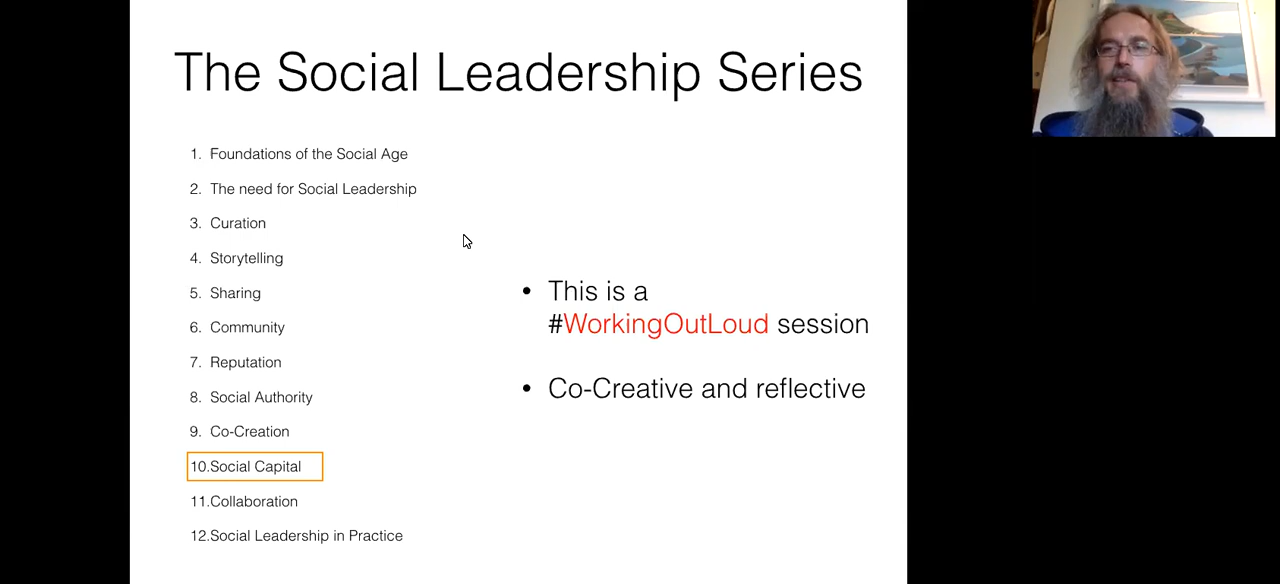 The Social Leadership Series
1. Foundations of the Social Age
2. The need for Social Leadership
3. Curation
4. Storytelling
5. Sharing
6. Community
7. Reputation
8. Social Authority
9. Co-Creation
10.Social Capital
11.Collaboration
12.Social Leadership in Practice
• This is a
#WorkingOutLoud session
• Co-Creative and reflective